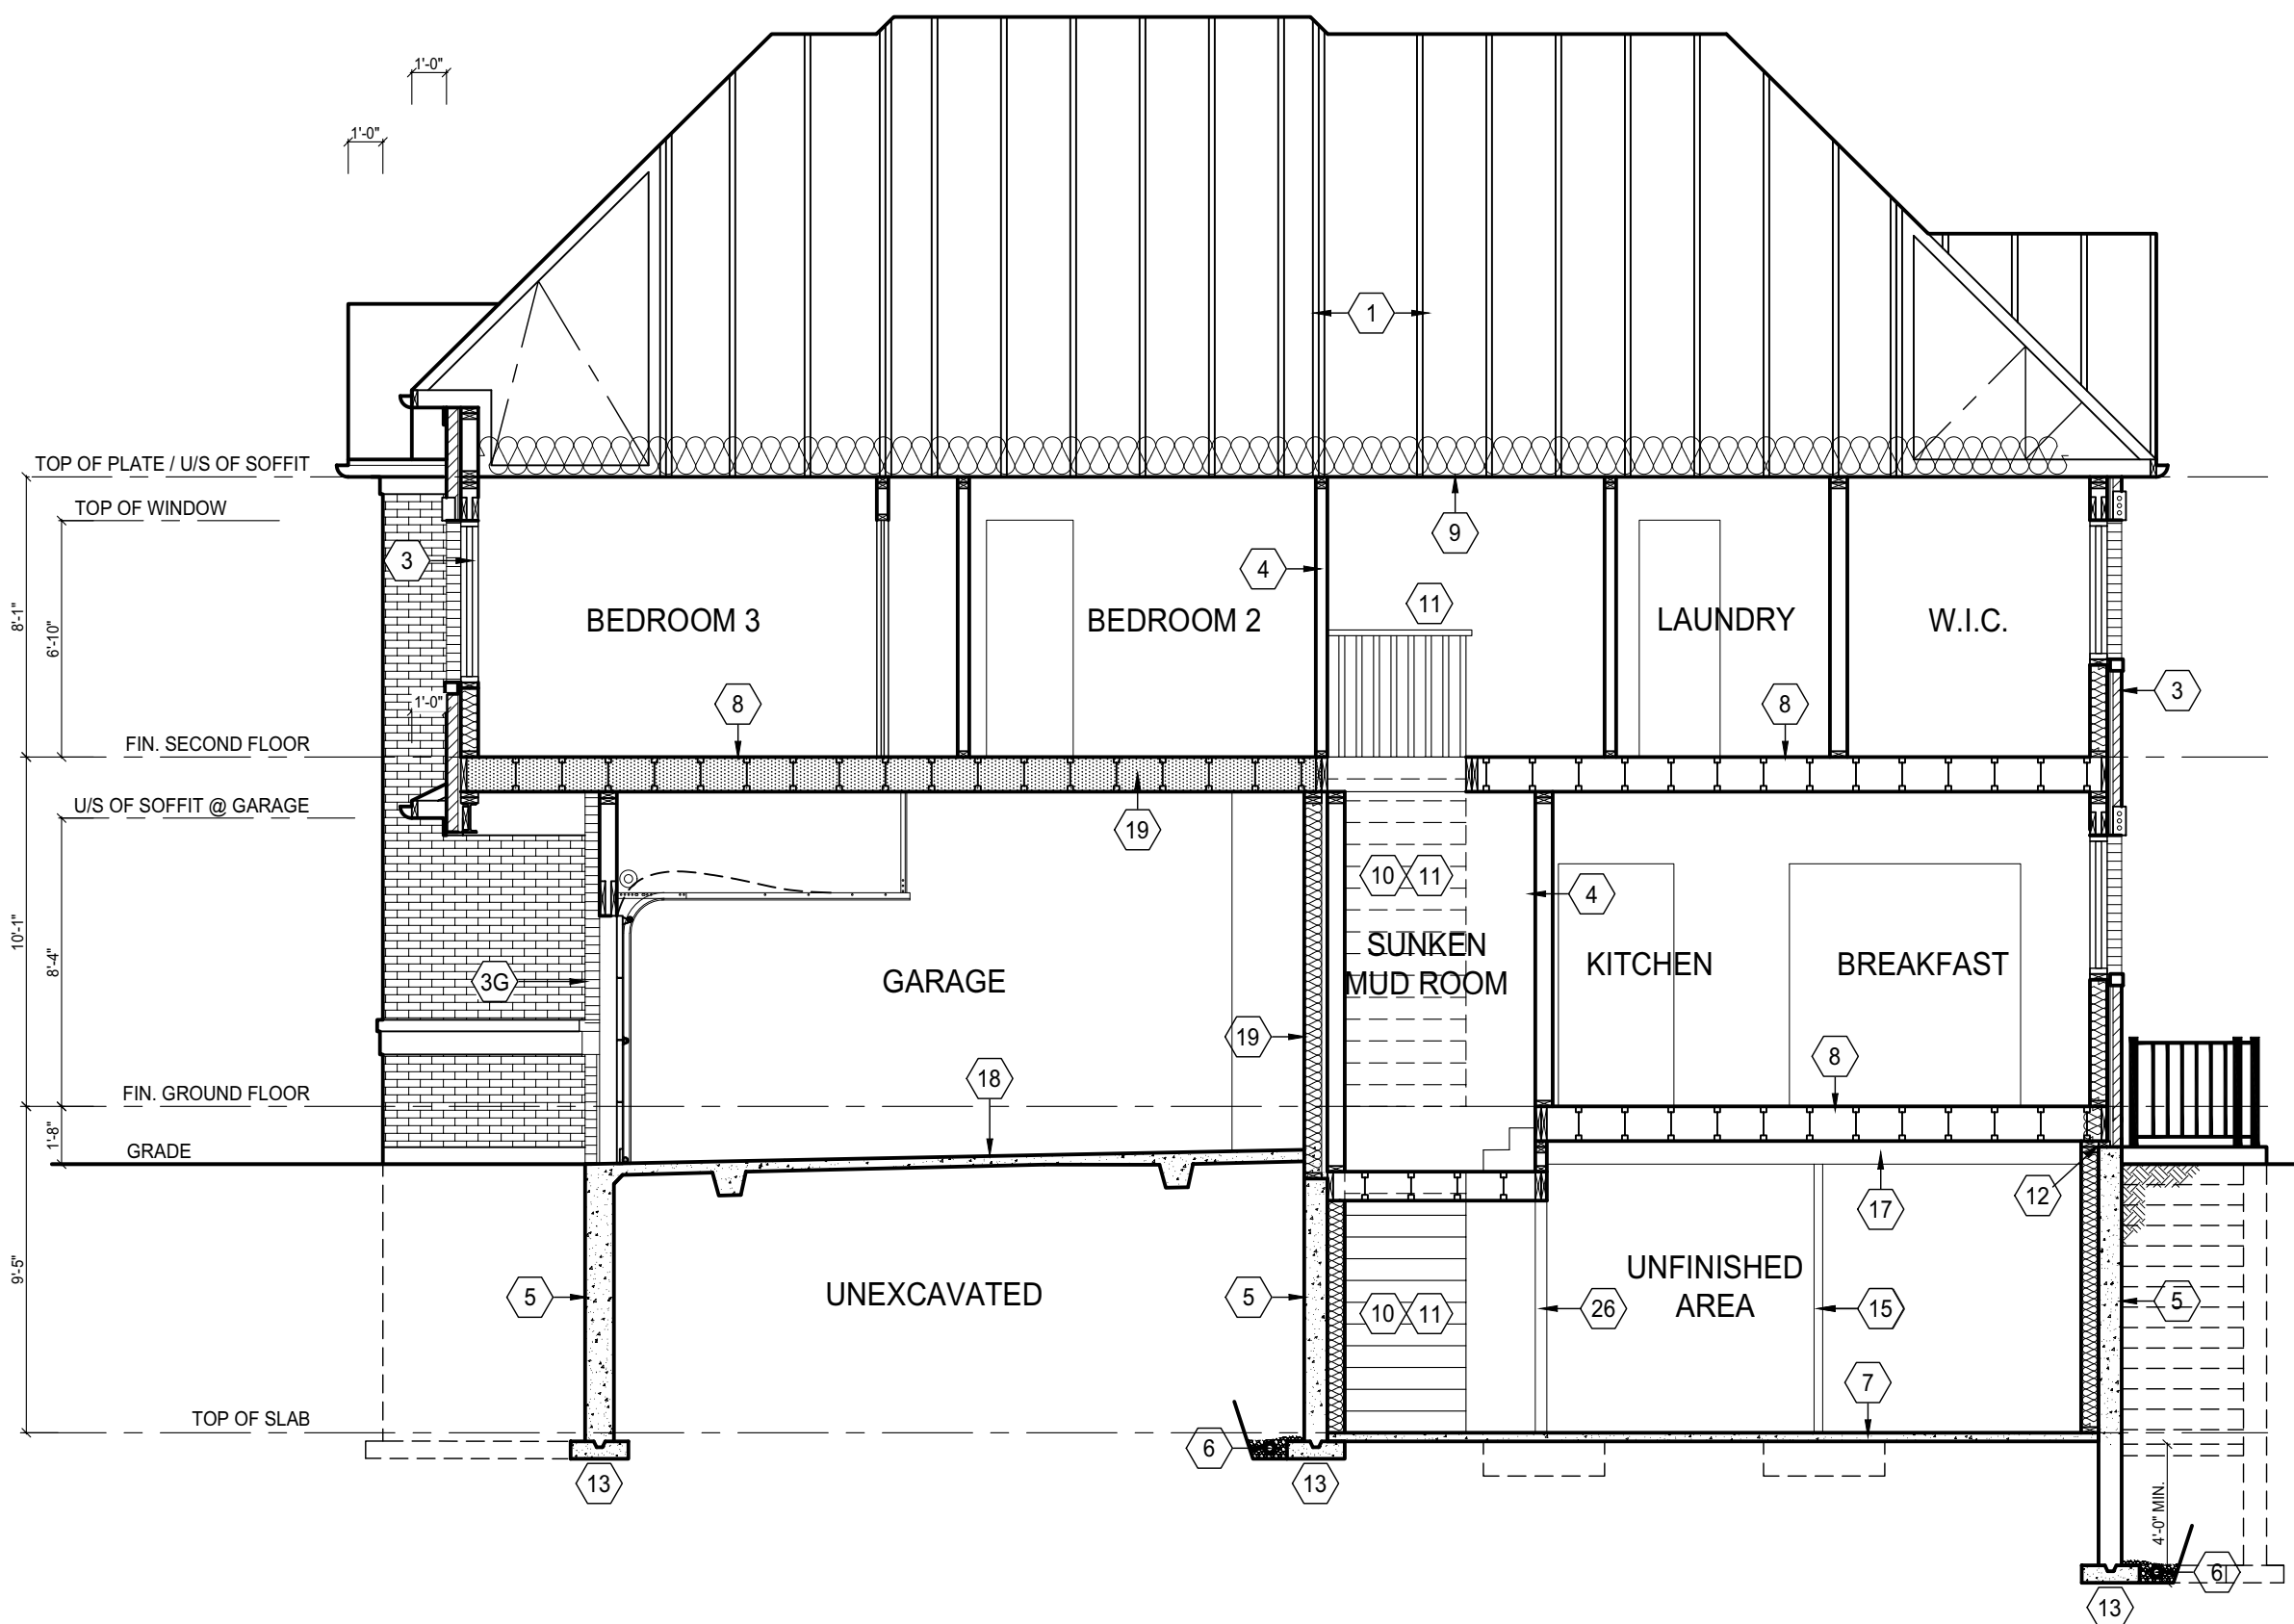 1'-0"
1'-0"
1
TOP OF PLATE / U/S OF SOFFIT
TOP OF WINDOW
9
3
4
11
8'-1"
6'-10"
BEDROOM 3
BEDROOM 2
LAUNDRY
W.I.C.
1'-0"
8
8
3
FIN. SECOND FLOOR
U/S OF SOFFIT @ GARAGE
19
10
11
4
10'-1"
8'-4"
3G
GARAGE
SUNKEN
MUD ROOM
KITCHEN
BREAKFAST
19
8
18
FIN. GROUND FLOOR
1'-8"
GRADE
12
17
9'-5"
5
UNEXCAVATED
5
10
11
26
UNFINISHED
AREA
15
5
7
TOP OF SLAB
6
13
13
4'-0" MIN.
6
13